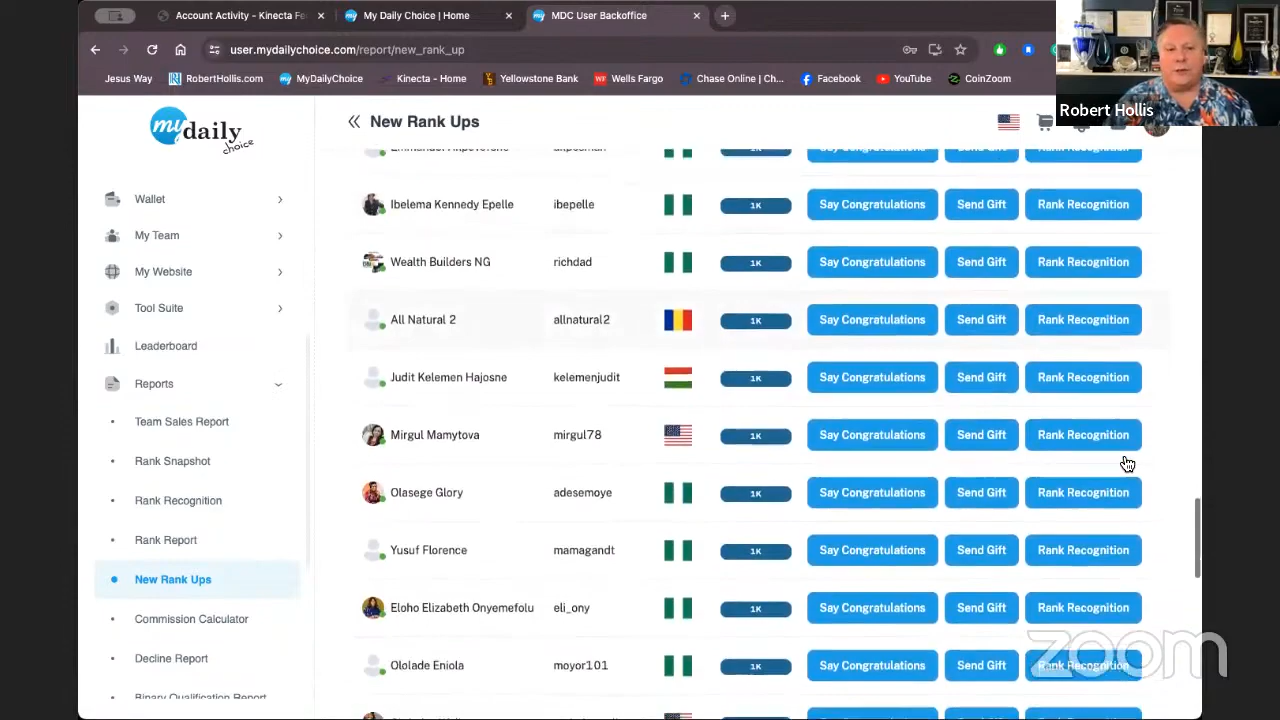 Account Activity - Kinecta Fe
My Daily Choice | Home
MDC User Backoffice
user.mydailychoice.com/report/new_rank_up
Jesus Way
RobertHollis.com
MyDailyChoice
Kinecta - Home
Yellowstone Bank
Wells Fargo
Chase Online | Ch...
Facebook
YouTube
CoinZoom
Robert Hollis
my daily
choice
New Rank Ups
Wallet
My Team
My Website
Tool Suite
Leaderboard
Reports
Team Sales Report
Rank Snapshot
Rank Recognition
Rank Report
New Rank Ups
Commission Calculator
Decline Report
Binary Qualification Report
1K Rank Recognition
Ibelema Kennedy Epelle ibepelle 1K Say Congratulations Send Gift Rank Recognition
Wealth Builders NG richdad 1K Say Congratulations Send Gift Rank Recognition
All Natural 2 allnatural2 1K Say Congratulations Send Gift Rank Recognition
Judit Kelemen Hajosne kelemenjudit 1K Say Congratulations Send Gift Rank Recognition
Mirgul Mamytova mirgul78 1K Say Congratulations Send Gift Rank Recognition
Olasege Glory adesemoye 1K Say Congratulations Send Gift Rank Recognition
Yusuf Florence mamagandt 1K Say Congratulations Send Gift Rank Recognition
Eloho Elizabeth Onyemefolu eli_ony 1K Say Congratulations Send Gift Rank Recognition
Ololade Eniola moyor101 1K Say Congratulations Send Gift Rank Recognition
zoom